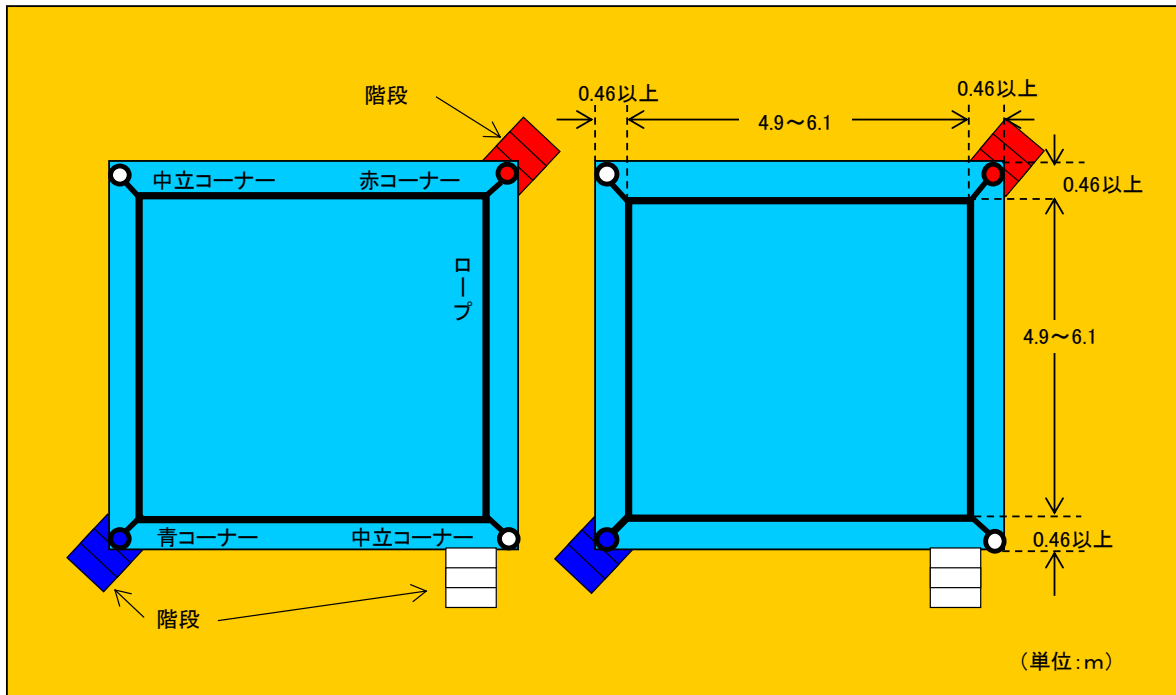 階段
中立コーナー
赤コーナー
ロープ
青コーナー
中立コーナー
階段
0.46以上
4.9～6.1
0.46以上
0.46以上
4.9～6.1
0.46以上
（単位：ｍ）